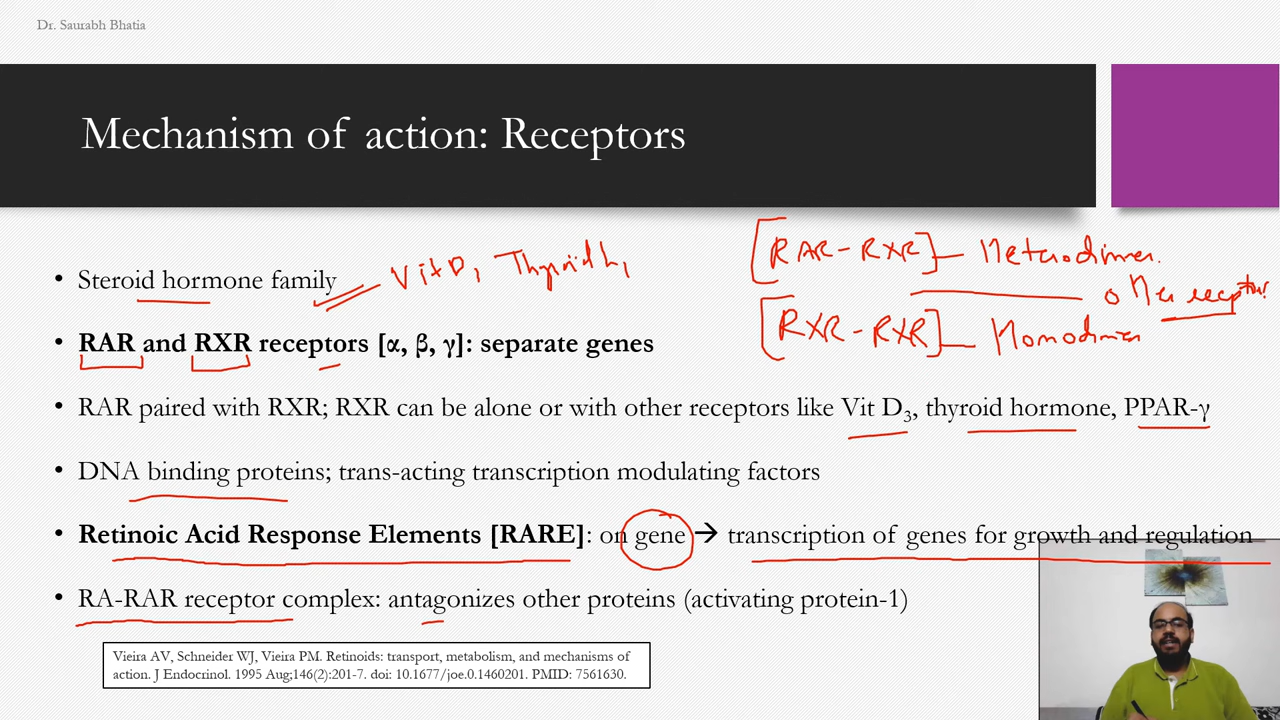 Dr. Saurabh Bhatia
Mechanism of action: Receptors
• Steroid hormone family
Vit D, Thyroid h,
[RAR-RXR] — Heterodimer.
other receptor
[RXR-RXR] — Homodimer
• RAR and RXR receptors [α, β, γ]: separate genes
• RAR paired with RXR; RXR can be alone or with other receptors like Vit D₃, thyroid hormone, PPAR-γ
• DNA binding proteins; trans-acting transcription modulating factors
• Retinoic Acid Response Elements [RARE]: on gene → transcription of genes for growth and regulation
• RA-RAR receptor complex: antagonizes other proteins (activating protein-1)
Vieira AV, Schneider WJ, Vieira PM. Retinoids: transport, metabolism, and mechanisms of
action. J Endocrinol. 1995 Aug;146(2):201-7. doi: 10.1677/joe.0.1460201. PMID: 7561630.